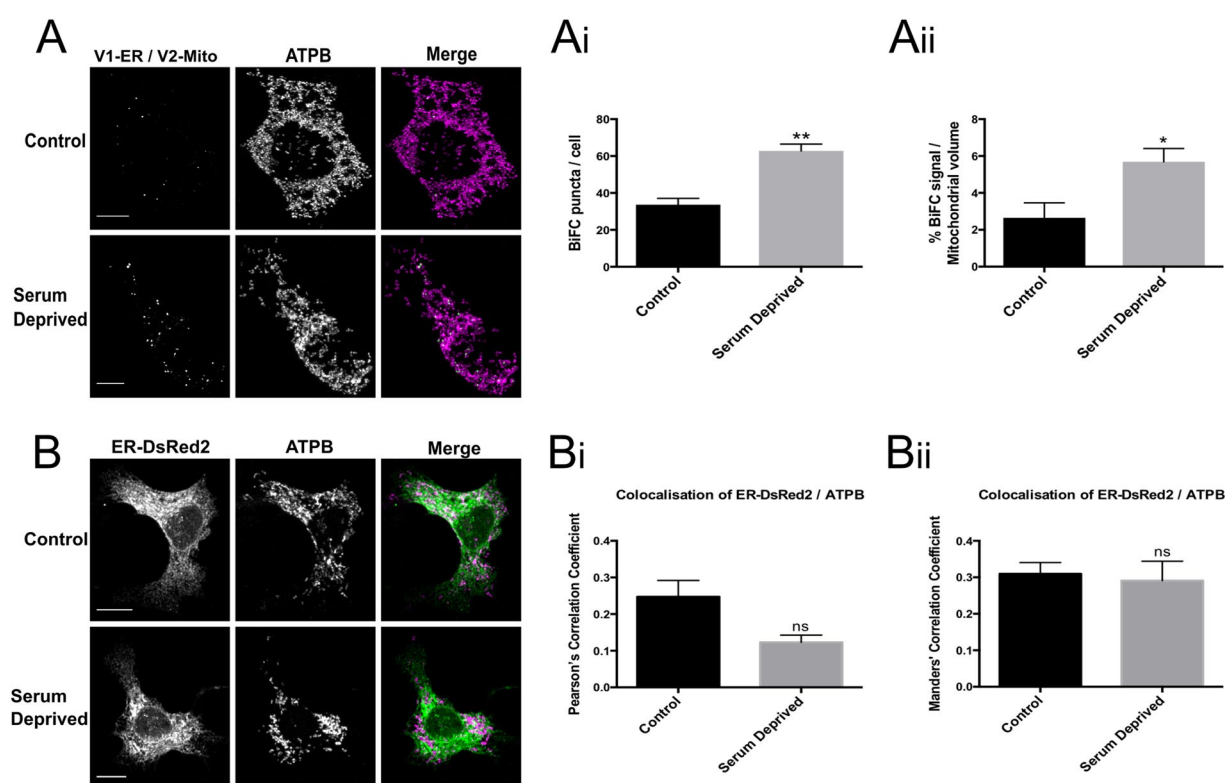 A
V1-ER / V2-Mito
ATPB
Merge
Control
Serum
Deprived
Ai
BiFC puncta / cell
80
60
40
20
0
**
Control
Serum Deprived
Aii
% BiFC signal /
Mitochondrial volume
8
6
4
2
0
*
Control
Serum Deprived
B
ER-DsRed2
ATPB
Merge
Control
Serum
Deprived
Bi
Colocalisation of ER-DsRed2 / ATPB
Pearson's Correlation Coefficient
0.4
0.3
0.2
0.1
0.0
ns
Control
Serum Deprived
Bii
Colocalisation of ER-DsRed2 / ATPB
Manders' Correlation Coefficient
0.4
0.3
0.2
0.1
0.0
ns
Control
Serum Deprived